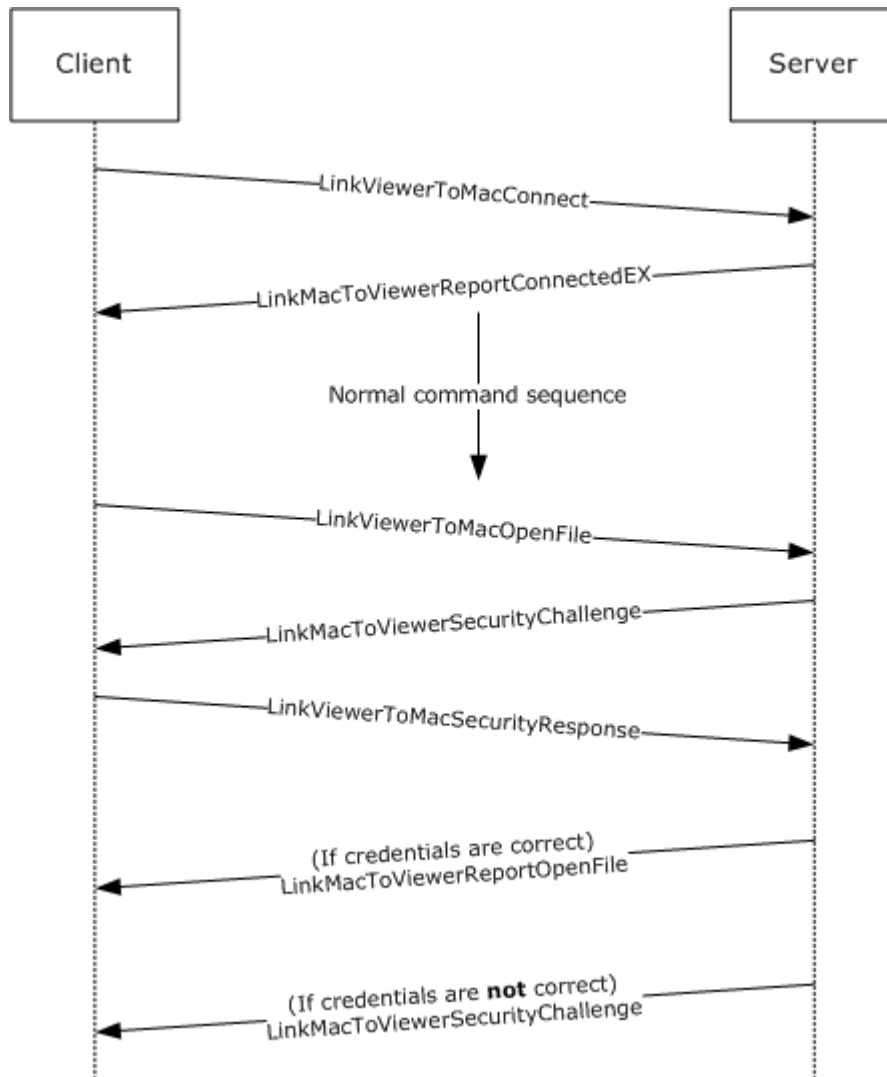 Client
Server
LinkViewerToMacConnect
LinkMacToViewerReportConnectedEX
Normal command sequence
LinkViewerToMacOpenFile
LinkMacToViewerSecurityChallenge
LinkViewerToMacSecurityResponse
(If credentials are correct)
LinkMacToViewerReportOpenFile
(If credentials are not correct)
LinkMacToViewerSecurityChallenge